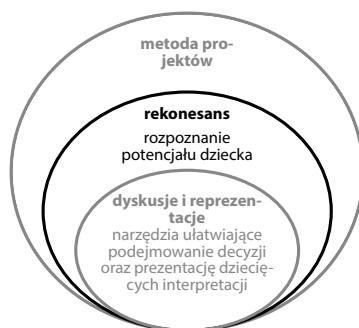 metoda pro-
jektów
rekonesans
rozpoznanie
potencjału dziecka
dyskusje i reprezen-
tacje
narzędzia ułatwiające
podejmowanie decyzji
oraz prezentację dziecię-
cych interpretacji